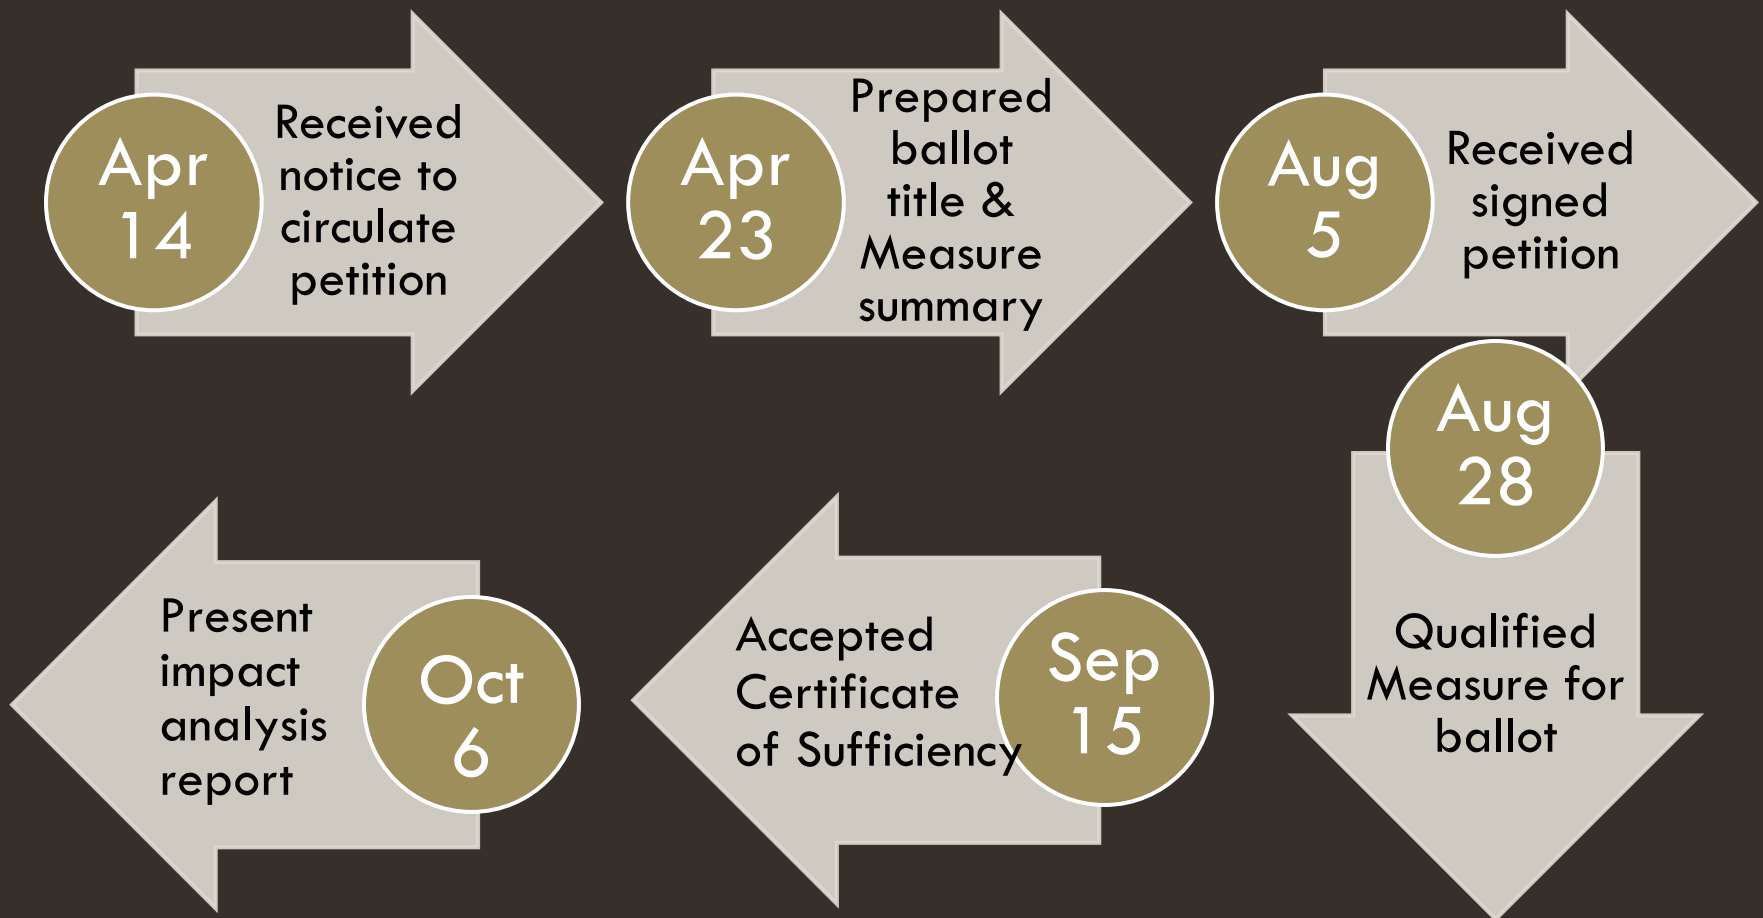 Apr
14
Received
notice to
circulate
petition
Apr
23
Prepared
ballot
title &
Measure
summary
Aug
5
Received
signed
petition
Aug
28
Qualified
Measure for
ballot
Sep
15
Accepted
Certificate
of Sufficiency
Oct
6
Present
impact
analysis
report